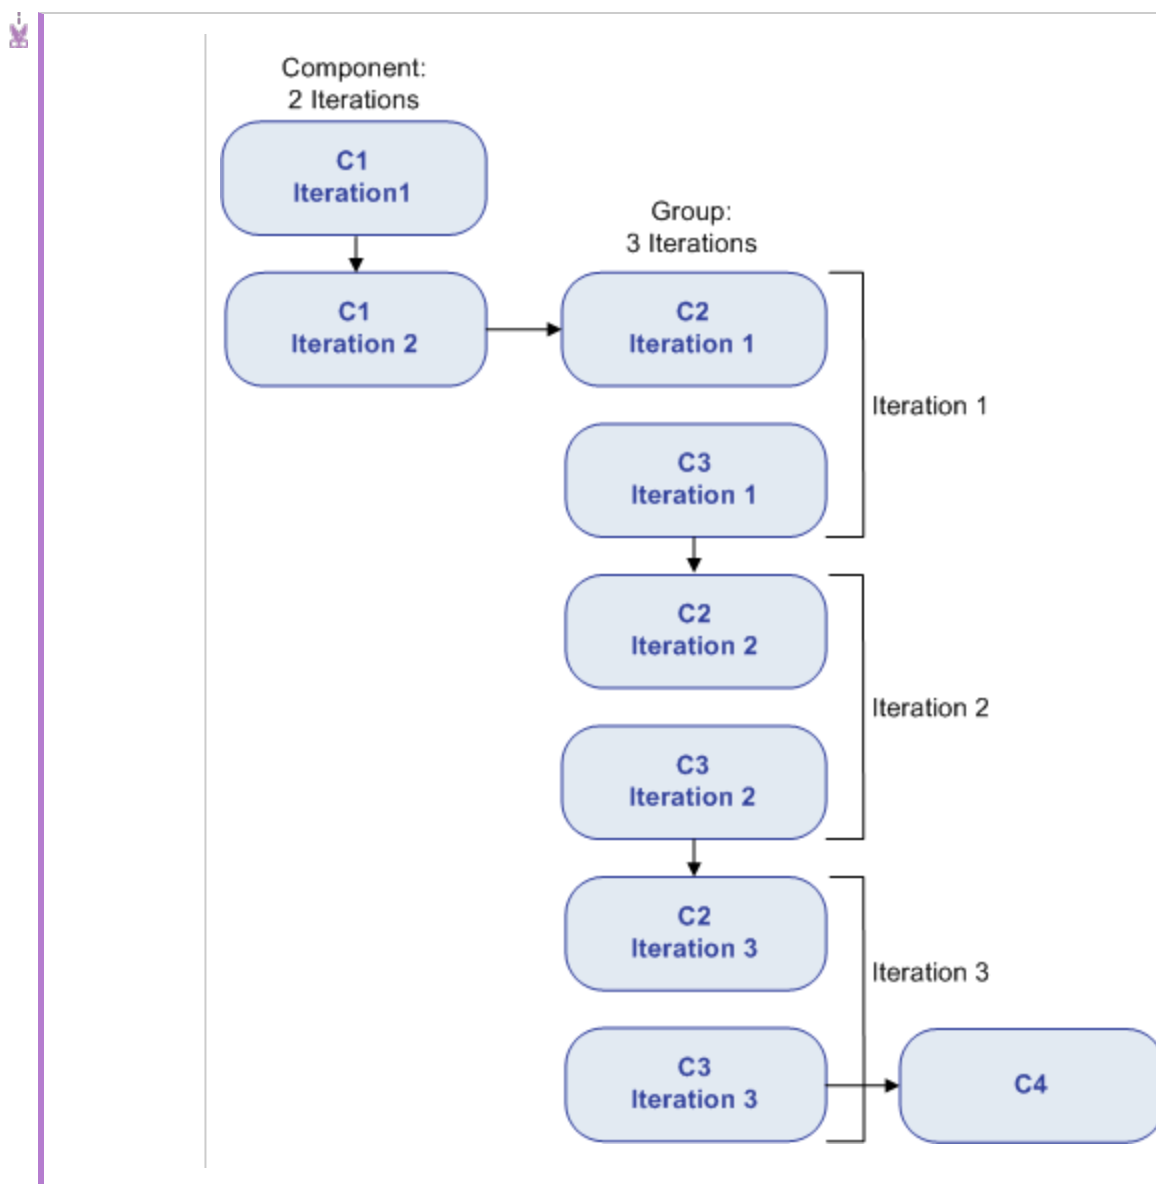 Component:
2 Iterations
C1
Iteration1
Group:
3 Iterations
C1
Iteration 2
C2
Iteration 1
Iteration 1
C3
Iteration 1
C2
Iteration 2
Iteration 2
C3
Iteration 2
C2
Iteration 3
Iteration 3
C3
Iteration 3
C4